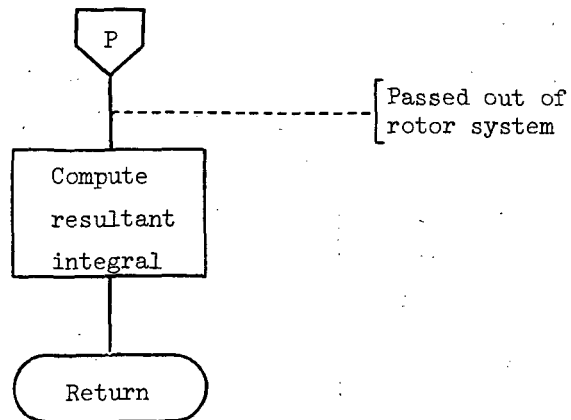 P
Passed out of
rotor system
Compute
resultant
integral
Return